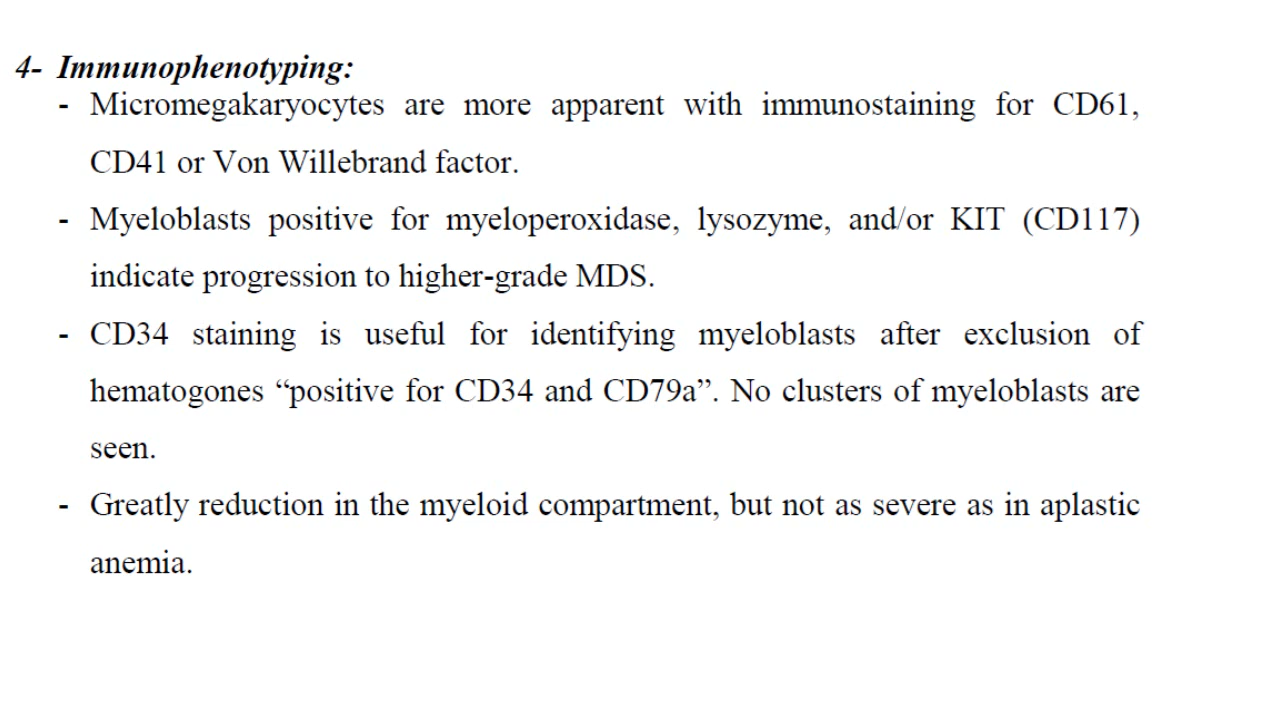 4- Immunophenotyping:
- Micromegakaryocytes are more apparent with immunostaining for CD61,
CD41 or Von Willebrand factor.
- Myeloblasts positive for myeloperoxidase, lysozyme, and/or KIT (CD117)
indicate progression to higher-grade MDS.
- CD34 staining is useful for identifying myeloblasts after exclusion of
hematogones “positive for CD34 and CD79a”. No clusters of myeloblasts are
seen.
- Greatly reduction in the myeloid compartment, but not as severe as in aplastic
anemia.